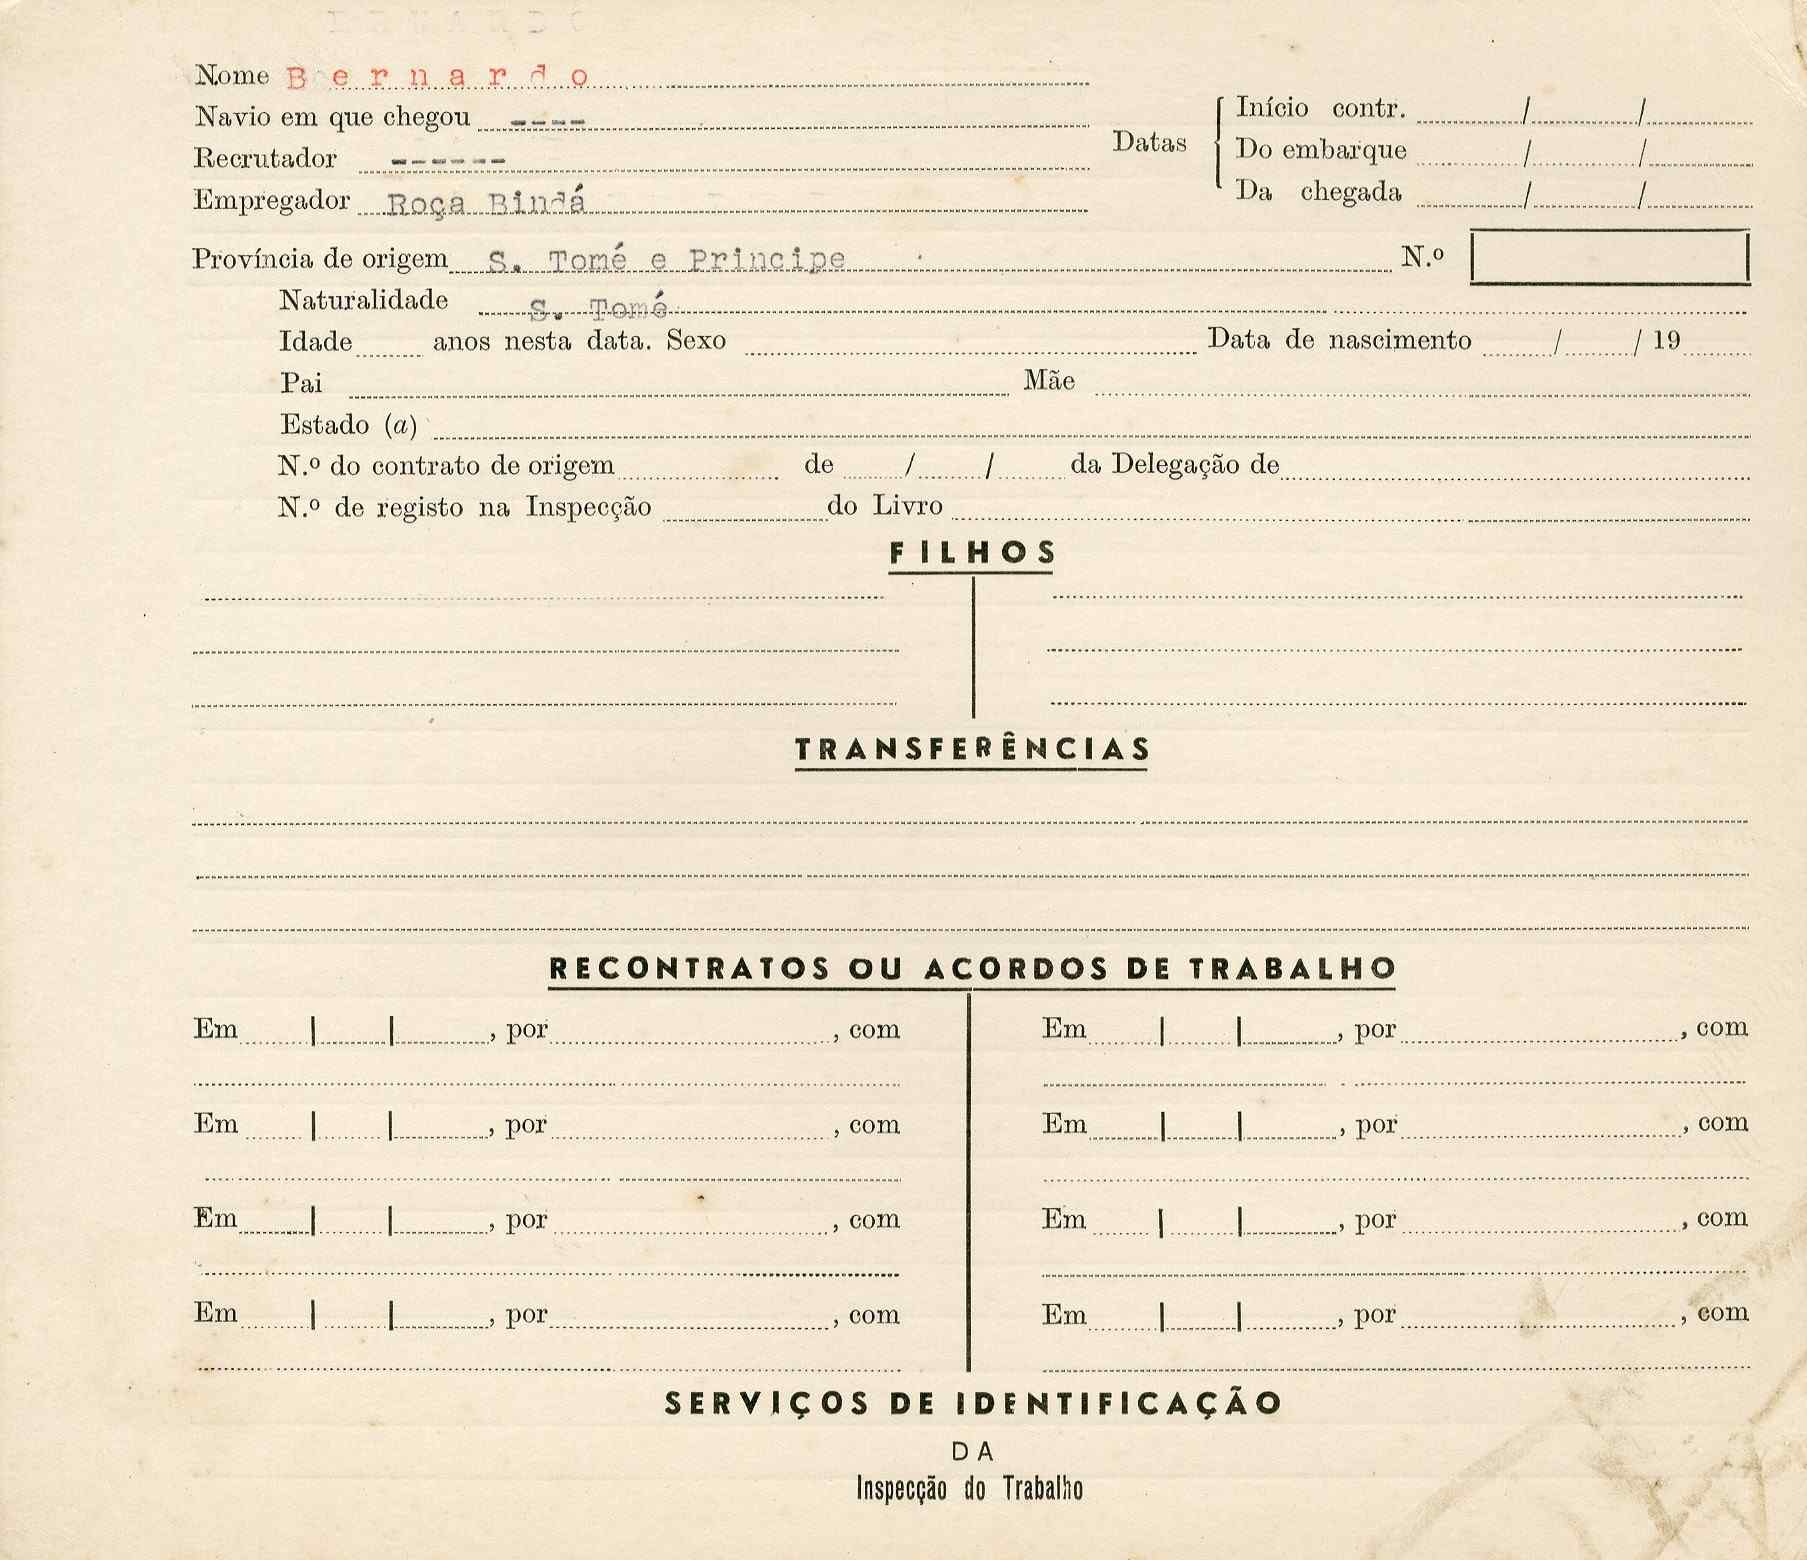 Nome Bernardo
Navio em que chegou ----
Recrutador ------
Empregador Roça Bindá
Datas
Início contr. / /
Do embarque / /
Da chegada / /
Província de origem S. Tomé e Principe N.º
Naturalidade S. Tomé
Idade anos nesta data. Sexo Data de nascimento / / 19
Pai Mãe
Estado (a)
N.º do contrato de origem de / / da Delegação de
N.º de registo na Inspecção do Livro
FILHOS
TRANSFERÊNCIAS
RECONTRATOS OU ACORDOS DE TRABALHO
Em | | , por , com Em | | , por , com
Em | | , por , com Em | | , por , com
Em | | , por , com Em | | , por , com
Em | | , por , com Em | | , por , com
SERVIÇOS DE IDENTIFICAÇÃO
DA
Inspecção do Trabalho